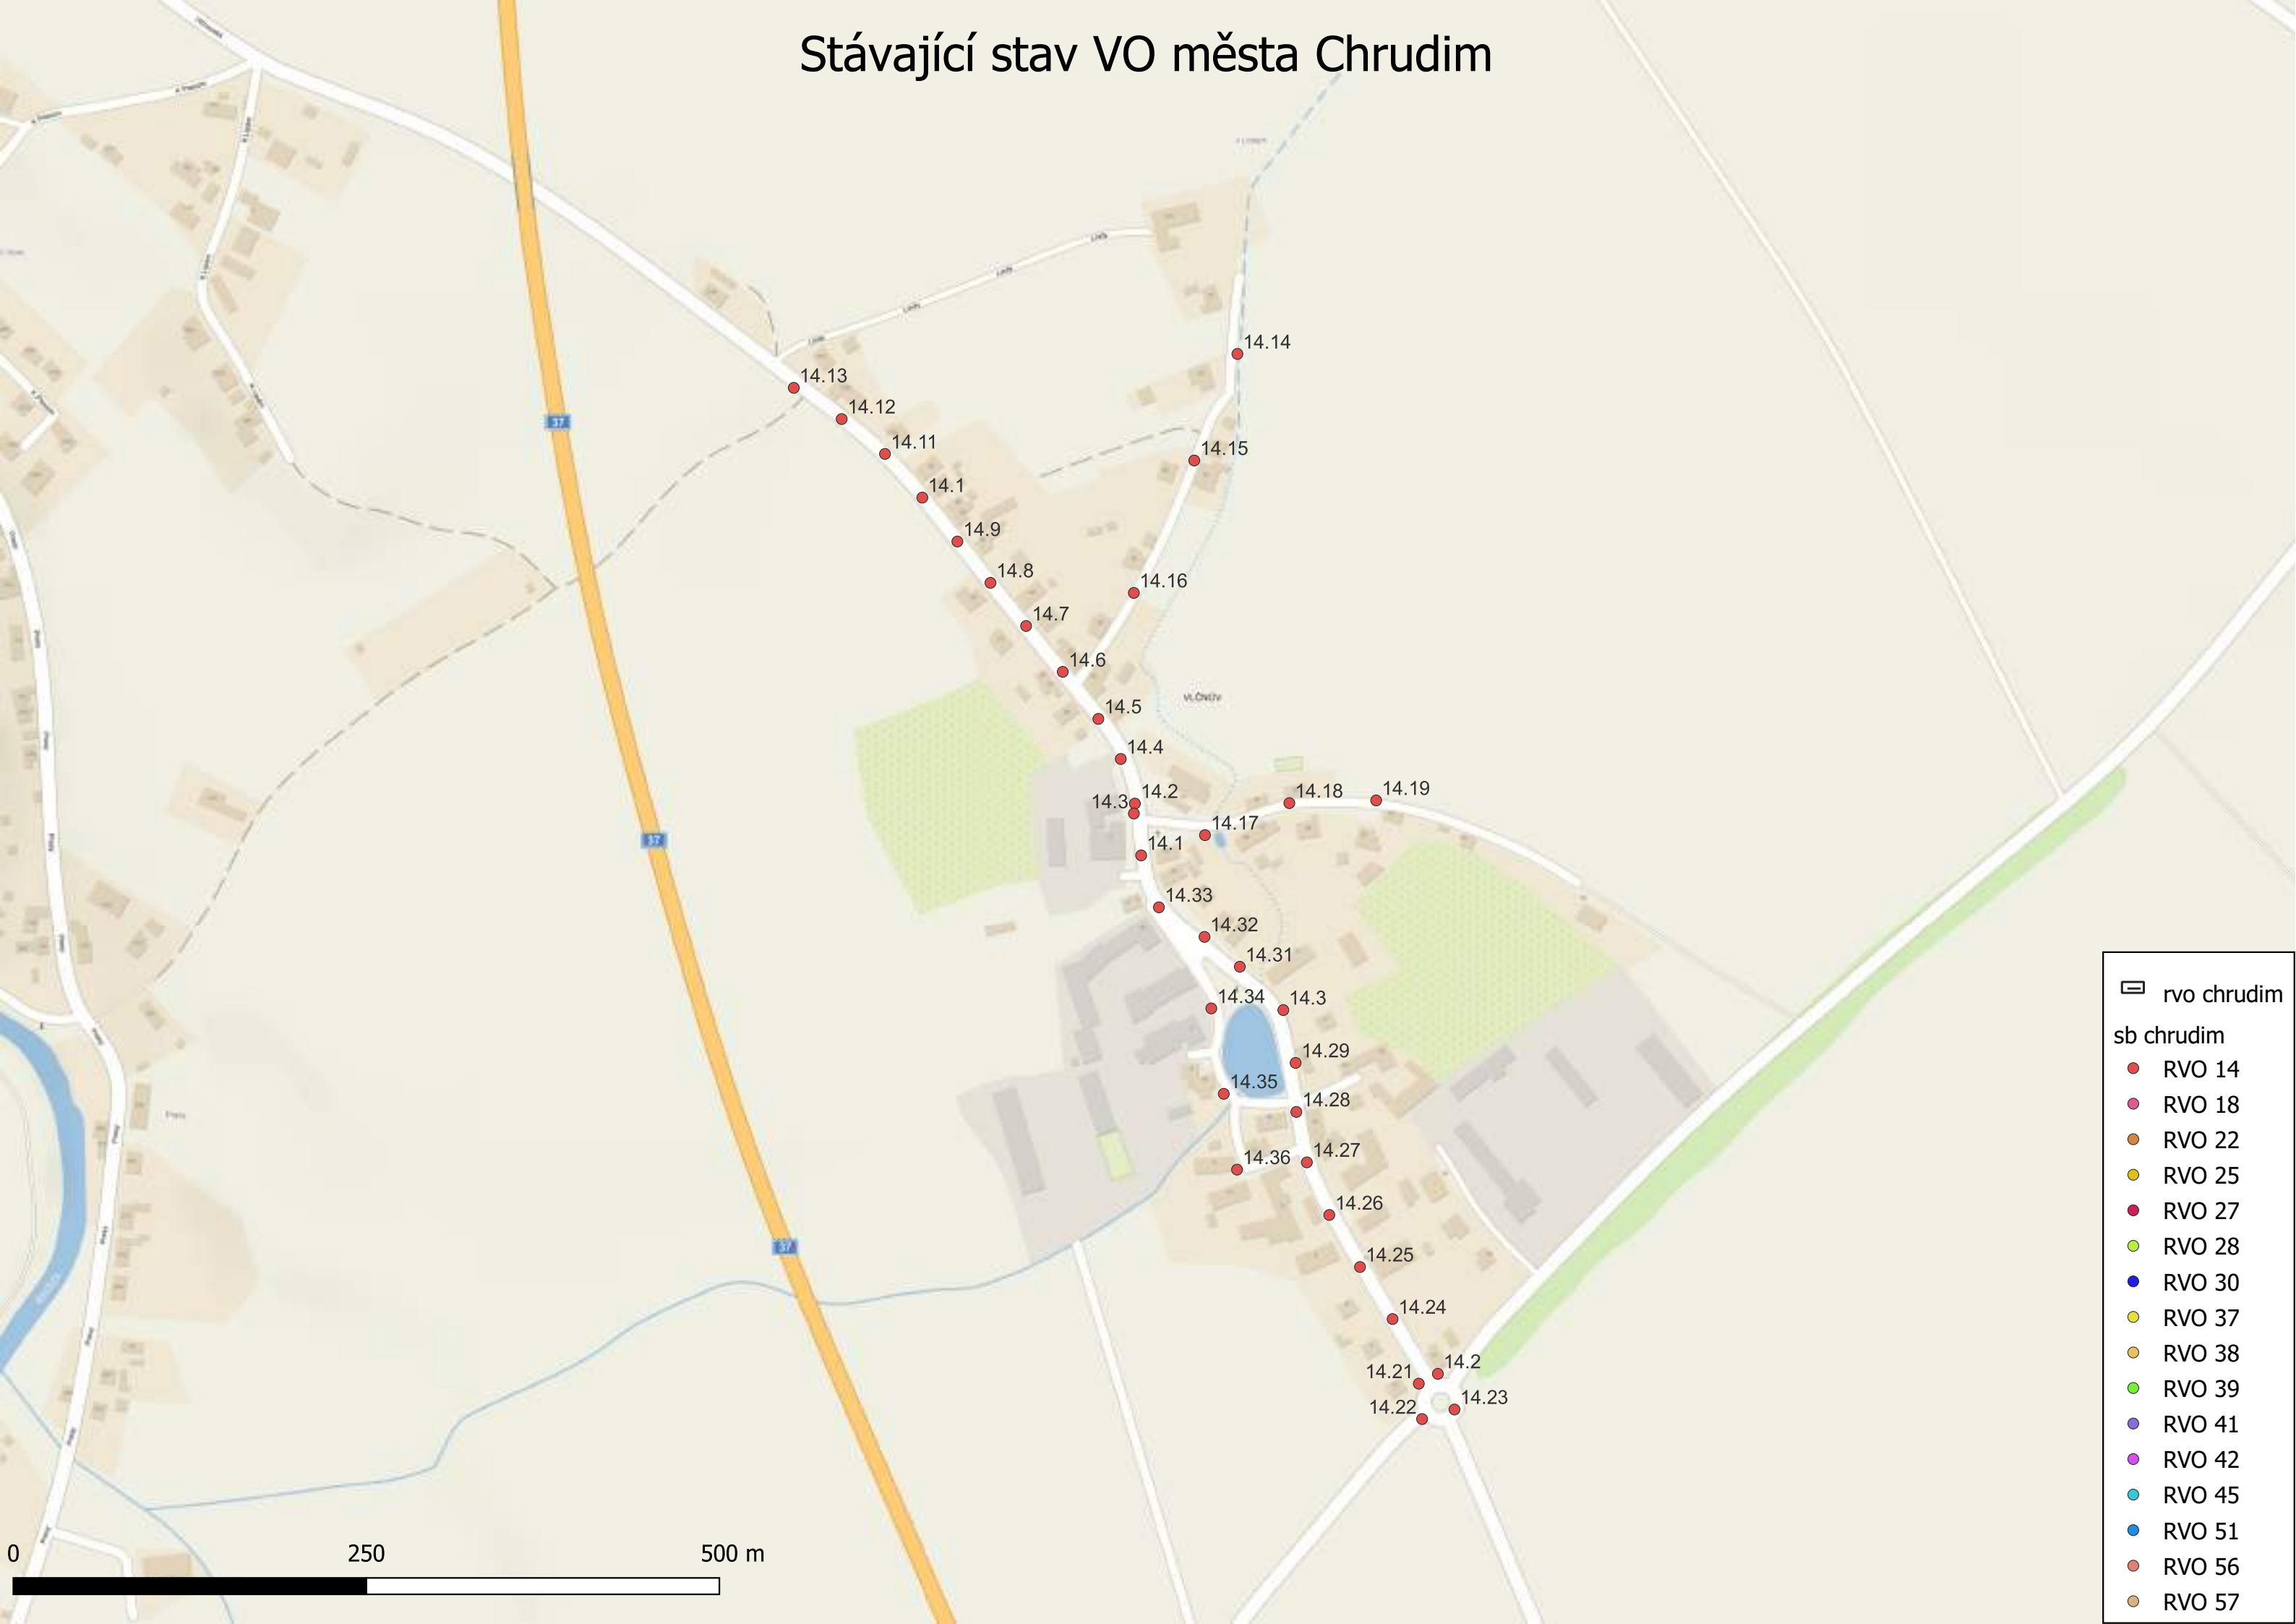 Stávající stav VO města Chrudim
14.14
14.13
14.12
14.11
37
14.15
14.1
14.9
14.8
14.16
14.7
14.6
VLČNOV
14.5
14.4
14.2
14.3
14.18
14.19
14.17
37
14.1
14.33
14.32
14.31
14.34
14.3
14.29
14.35
14.28
14.27
14.36
14.26
37
14.25
14.24
14.2
14.21
14.23
14.22
rvo chrudim
sb chrudim
RVO 14
RVO 18
RVO 22
RVO 25
RVO 27
RVO 28
RVO 30
RVO 37
RVO 38
RVO 39
RVO 41
RVO 42
RVO 45
RVO 51
RVO 56
RVO 57
0 250 500 m